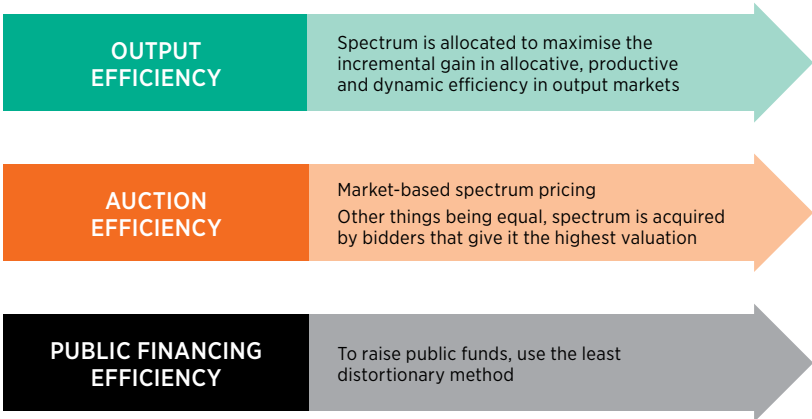 OUTPUT
EFFICIENCY
Spectrum is allocated to maximise the
incremental gain in allocative, productive
and dynamic efficiency in output markets
AUCTION
EFFICIENCY
Market-based spectrum pricing
Other things being equal, spectrum is acquired
by bidders that give it the highest valuation
PUBLIC FINANCING
EFFICIENCY
To raise public funds, use the least
distortionary method